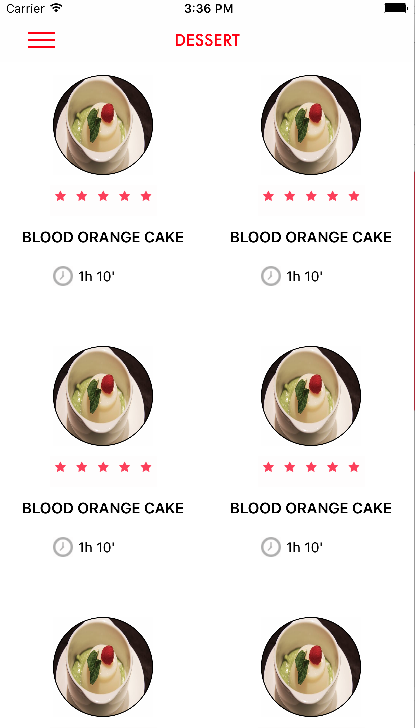 Carrier 3:36 PM
DESSERT
BLOOD ORANGE CAKE BLOOD ORANGE CAKE
1h 10' 1h 10'
BLOOD ORANGE CAKE BLOOD ORANGE CAKE
1h 10' 1h 10'